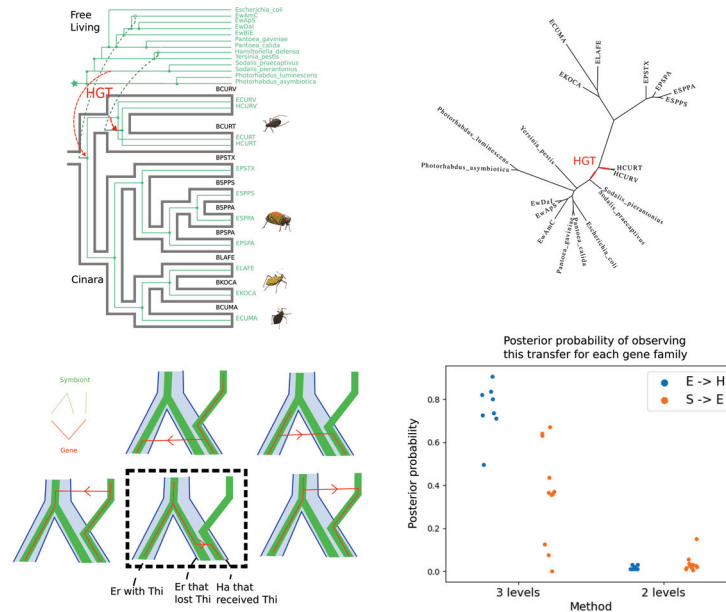 Free
Living
Escherichia_coli
EwAmC
EwApS
EwDaI
EwBiE
Pantoea_gaviniae
Pantoea_calida
Hamiltonella_defensa
Yersinia_pestis
Sodalis_praecaptivus
Sodalis_pierantonius
Photorhabdus_luminescens
Photorhabdus_asymbiotica
HGT
BCURV
ECURV
HCURV
BCURT
ECURT
HCURT
BPSTX
EPSTX
BSPPS
ESPPS
BSPPA
ESPPA
BPSPA
EPSPA
BLAFE
ELAFE
BKOCA
EKOCA
BCUMA
ECUMA
Cinara
ECUMA
ELAFE
EKOCA
EPSTX
EPSPA
ESPPA
ESPPS
Photorhabdus_luminescens
Yersinia_pestis
Photorhabdus_asymbiotica
HGT
HCURT
HCURV
Sodalis_pierantonius
Sodalis_praecaptivus
EwDaI
EwApS
EwAmC
Pantoea_gaviniae
Pantoea_calida
Escherichia_coli
Symbiont
Gene
Er with Thi
Er that
lost Thi
Ha that
received Thi
Posterior probability of observing
this transfer for each gene family
E -> H
S -> E
Posterior probability
0.8
0.6
0.4
0.2
0.0
3 levels
2 levels
Method